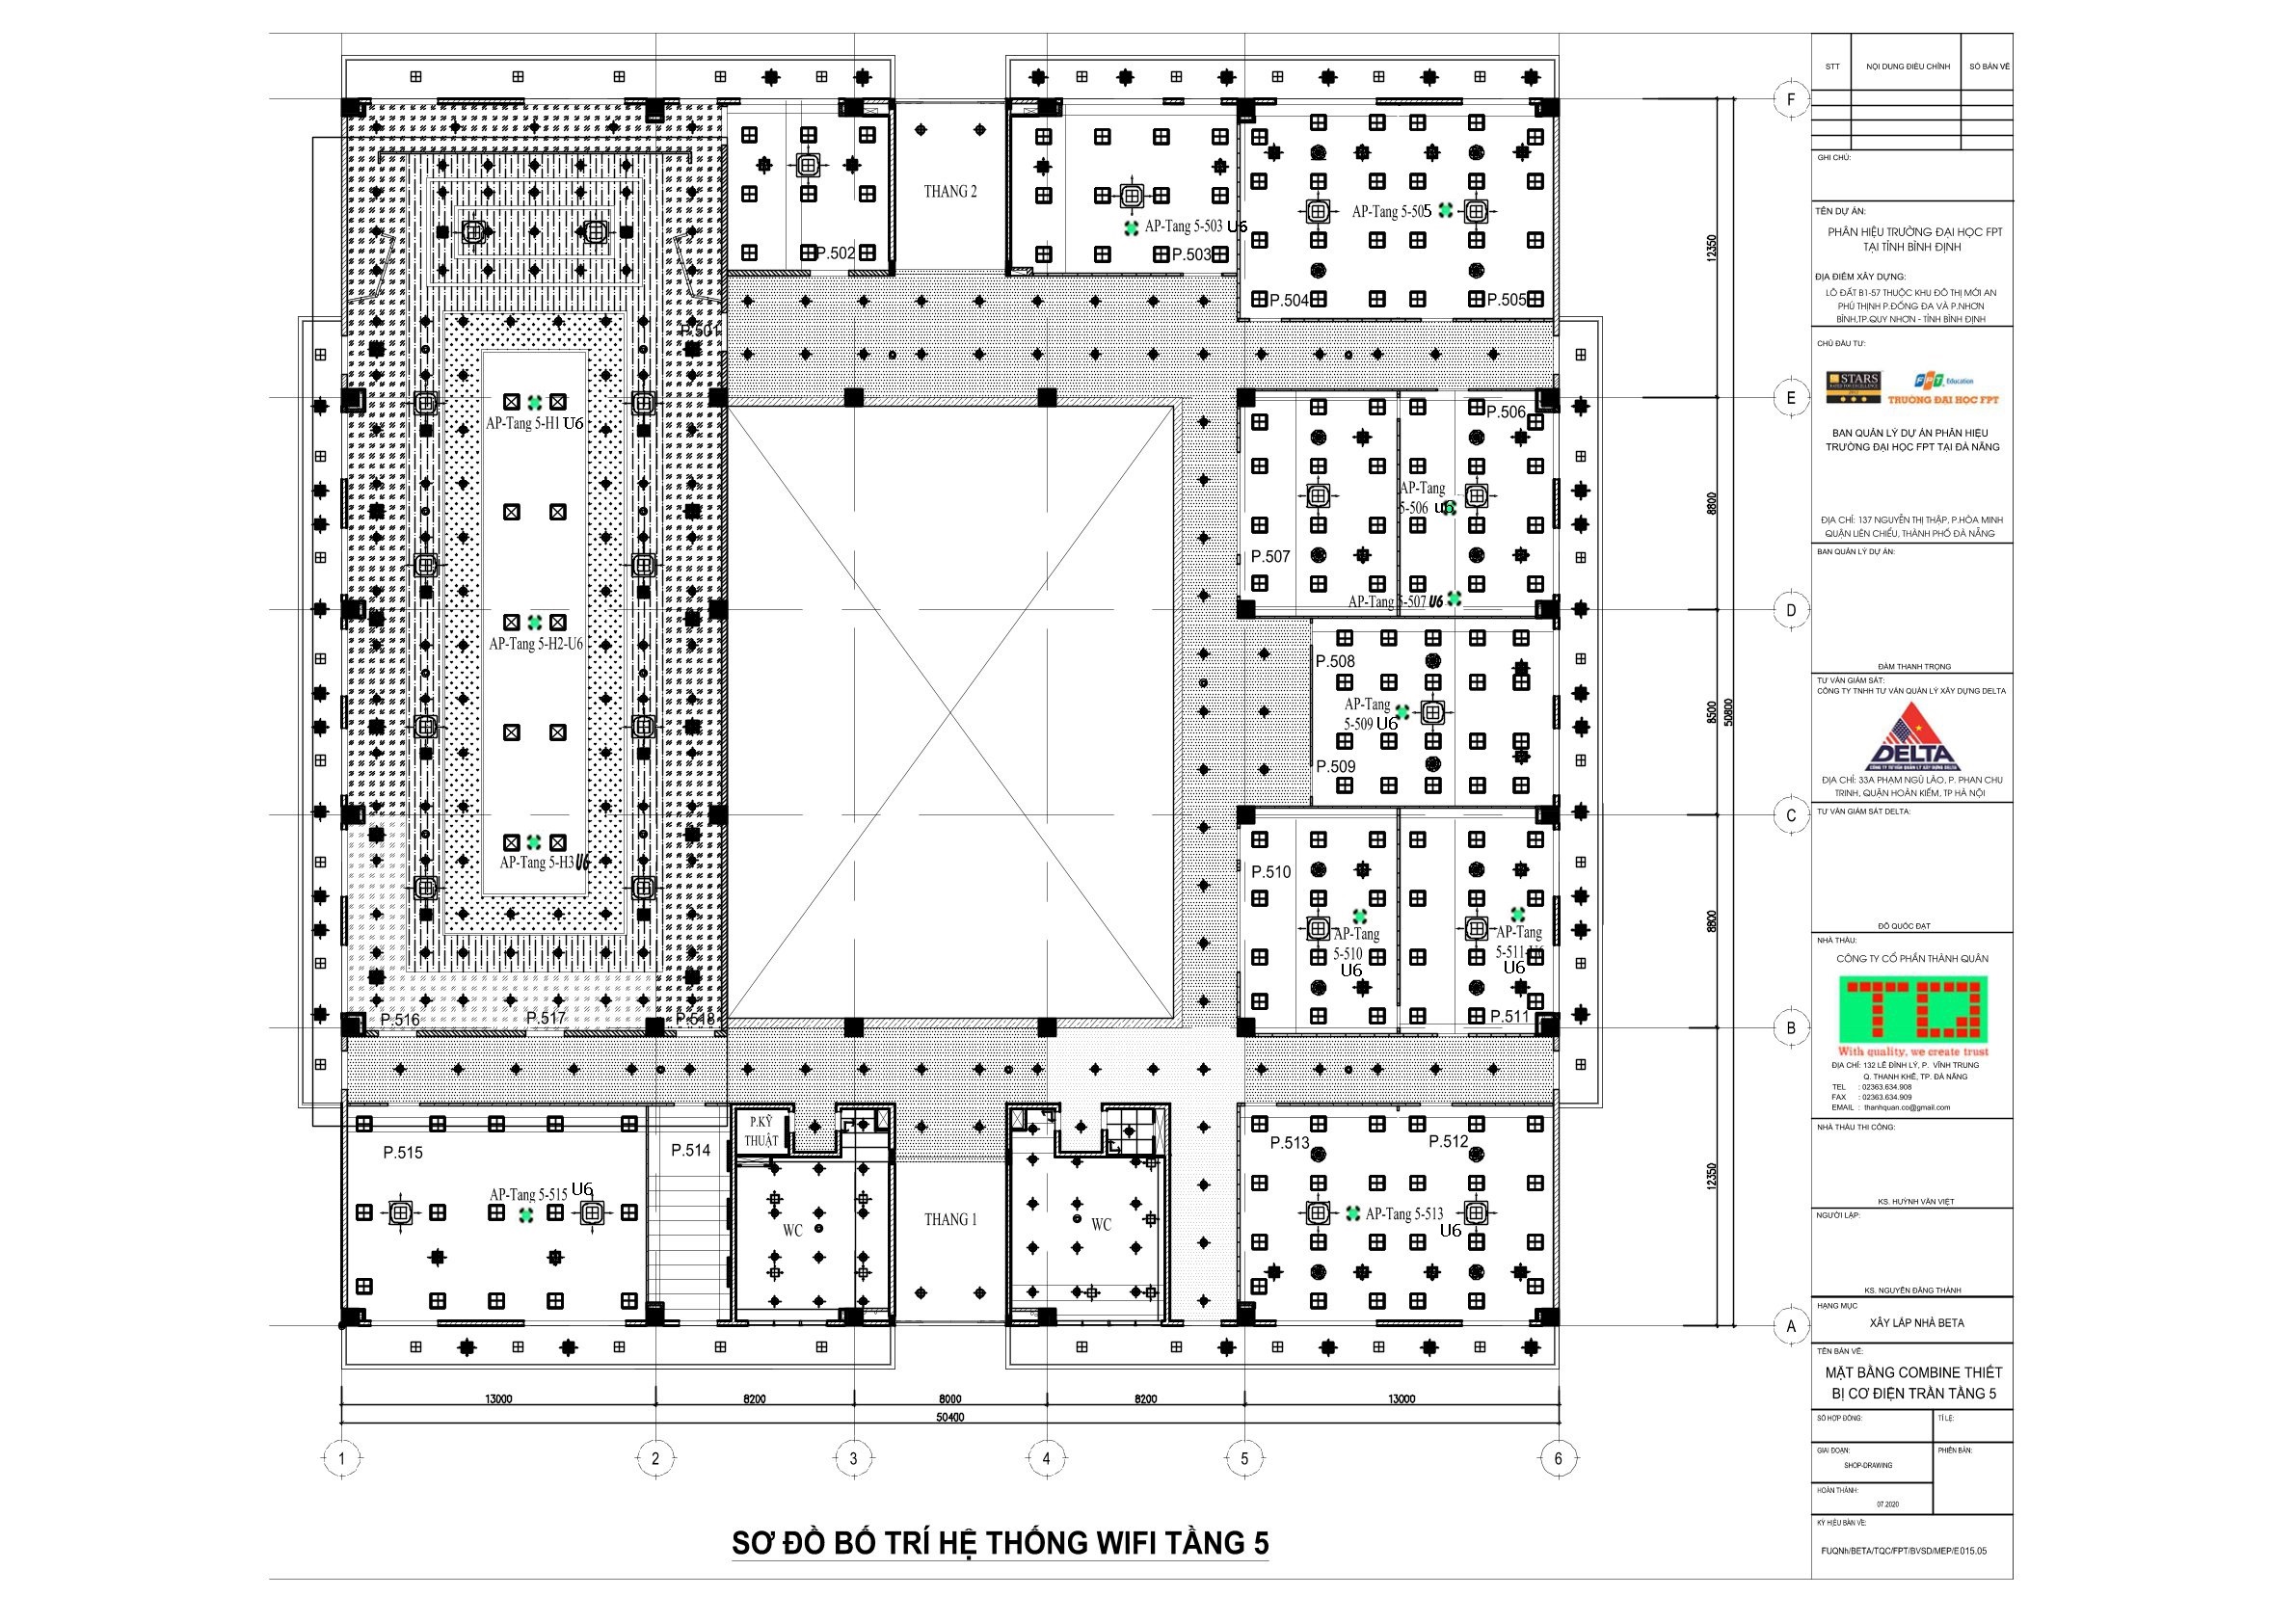 THANG 2
AP-Tang 5-503 U6
AP-Tang 5-505
P.502
P.503
P.504
P.505
P.501
AP-Tang 5-H1 U6
P.506
AP-Tang
5-506 U6
P.507
AP-Tang 5-507 U6
AP-Tang 5-H2-U6
P.508
AP-Tang
5-509 U6
P.509
AP-Tang 5-H3 U6
P.510
AP-Tang
5-510
U6
AP-Tang
5-511-U6
U6
P.511
P.516
P.517
P.518
P.KỸ
THUẬT
P.515
P.514
P.513
P.512
AP-Tang 5-515 U6
WC
THANG 1
WC
AP-Tang 5-513
U6
12350
8800
8500
50800
8800
12350
F
E
D
C
B
A
13000
8200
8000
8200
13000
50400
1
2
3
4
5
6
SƠ ĐỒ BỐ TRÍ HỆ THỐNG WIFI TẦNG 5
STT
NỘI DUNG ĐIỀU CHỈNH
SỐ BẢN VẼ
GHI CHÚ:
TÊN DỰ ÁN:
PHÂN HIỆU TRƯỜNG ĐẠI HỌC FPT
TẠI TỈNH BÌNH ĐỊNH
ĐỊA ĐIỂM XÂY DỰNG:
LÔ ĐẤT B1-57 THUỘC KHU ĐÔ THỊ MỚI AN
PHÚ THỊNH P.ĐỐNG ĐA VÀ P.NHƠN
BÌNH,TP.QUY NHƠN - TỈNH BÌNH ĐỊNH
CHỦ ĐẦU TƯ:
STARS
RATED FOR EXCELLENCE
FPT Education
TRƯỜNG ĐẠI HỌC FPT
BAN QUẢN LÝ DỰ ÁN PHÂN HIỆU
TRƯỜNG ĐẠI HỌC FPT TẠI ĐÀ NẴNG
ĐỊA CHỈ: 137 NGUYỄN THỊ THẬP, P.HÒA MINH
QUẬN LIÊN CHIỂU, THÀNH PHỐ ĐÀ NẴNG
BAN QUẢN LÝ DỰ ÁN:
ĐÀM THANH TRỌNG
TƯ VẤN GIÁM SÁT:
CÔNG TY TNHH TƯ VẤN QUẢN LÝ XÂY DỰNG DELTA
DELTA
CÔNG TY TƯ VẤN QUẢN LÝ XÂY DỰNG DELTA
ĐỊA CHỈ: 33A PHẠM NGŨ LÃO, P. PHAN CHU
TRINH, QUẬN HOÀN KIẾM, TP HÀ NỘI
TƯ VẤN GIÁM SÁT DELTA:
ĐỖ QUỐC ĐẠT
NHÀ THẦU:
CÔNG TY CỔ PHẦN THÀNH QUÂN
TQ
With quality, we create trust
ĐỊA CHỈ: 132 LÊ ĐÌNH LÝ, P. VĨNH TRUNG
Q. THANH KHÊ, TP. ĐÀ NẴNG
TEL : 02363.634.908
FAX : 02363.634.909
EMAIL : thanhquan.co@gmail.com
NHÀ THẦU THI CÔNG:
KS. HUỲNH VĂN VIỆT
NGƯỜI LẬP:
KS. NGUYỄN ĐĂNG THÀNH
HẠNG MỤC
XÂY LẮP NHÀ BETA
TÊN BẢN VẼ:
MẶT BẰNG COMBINE THIẾT
BỊ CƠ ĐIỆN TRẦN TẦNG 5
SỐ HỢP ĐỒNG:
TỈ LỆ:
GIAI ĐOẠN:
PHIÊN BẢN:
SHOP-DRAWING
HOÀN THÀNH:
07.2020
KÝ HIỆU BẢN VẼ:
FUQNh/BETA/TQC/FPT/BVSD/MEP/E015.05